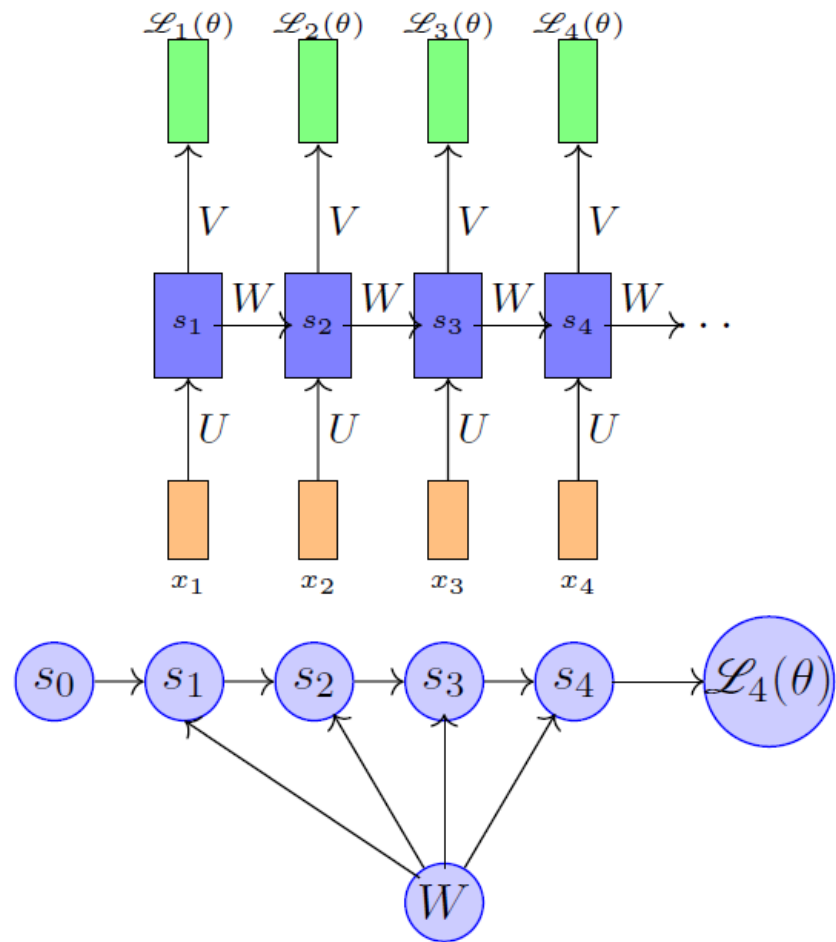 ℒ₁(θ) ℒ₂(θ) ℒ₃(θ) ℒ₄(θ)
V V V V
W W W W
s₁ s₂ s₃ s₄ . . .
U U U U
x₁ x₂ x₃ x₄
s₀ s₁ s₂ s₃ s₄ ℒ₄(θ)
W